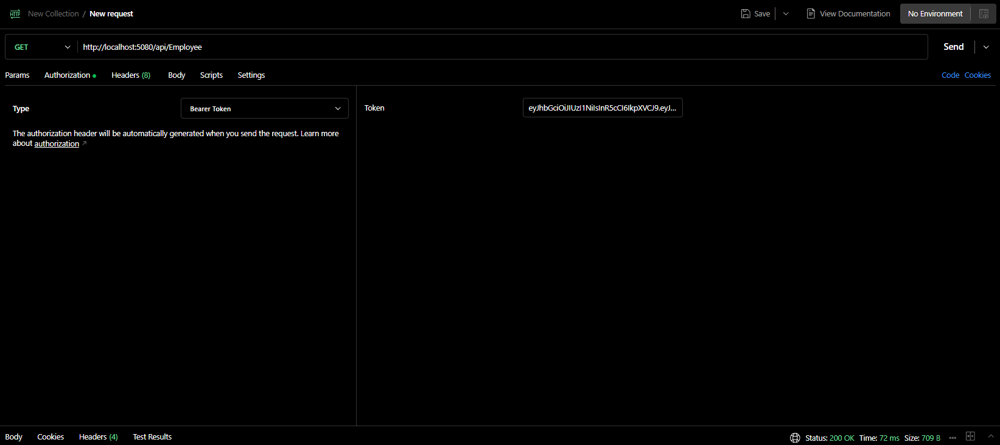 HTTP New Collection / New request Save View Documentation No Environment
GET http://localhost:5080/api/Employee Send
Params Authorization Headers (8) Body Scripts Settings Code Cookies
Type Bearer Token Token eyJhbGciOiJIUzI1NiIsInR5cCI6IkpXVCJ9.eyJ...
The authorization header will be automatically generated when you send the request. Learn more
about authorization ↗
Body Cookies Headers (4) Test Results Status: 200 OK Time: 72 ms Size: 709 B